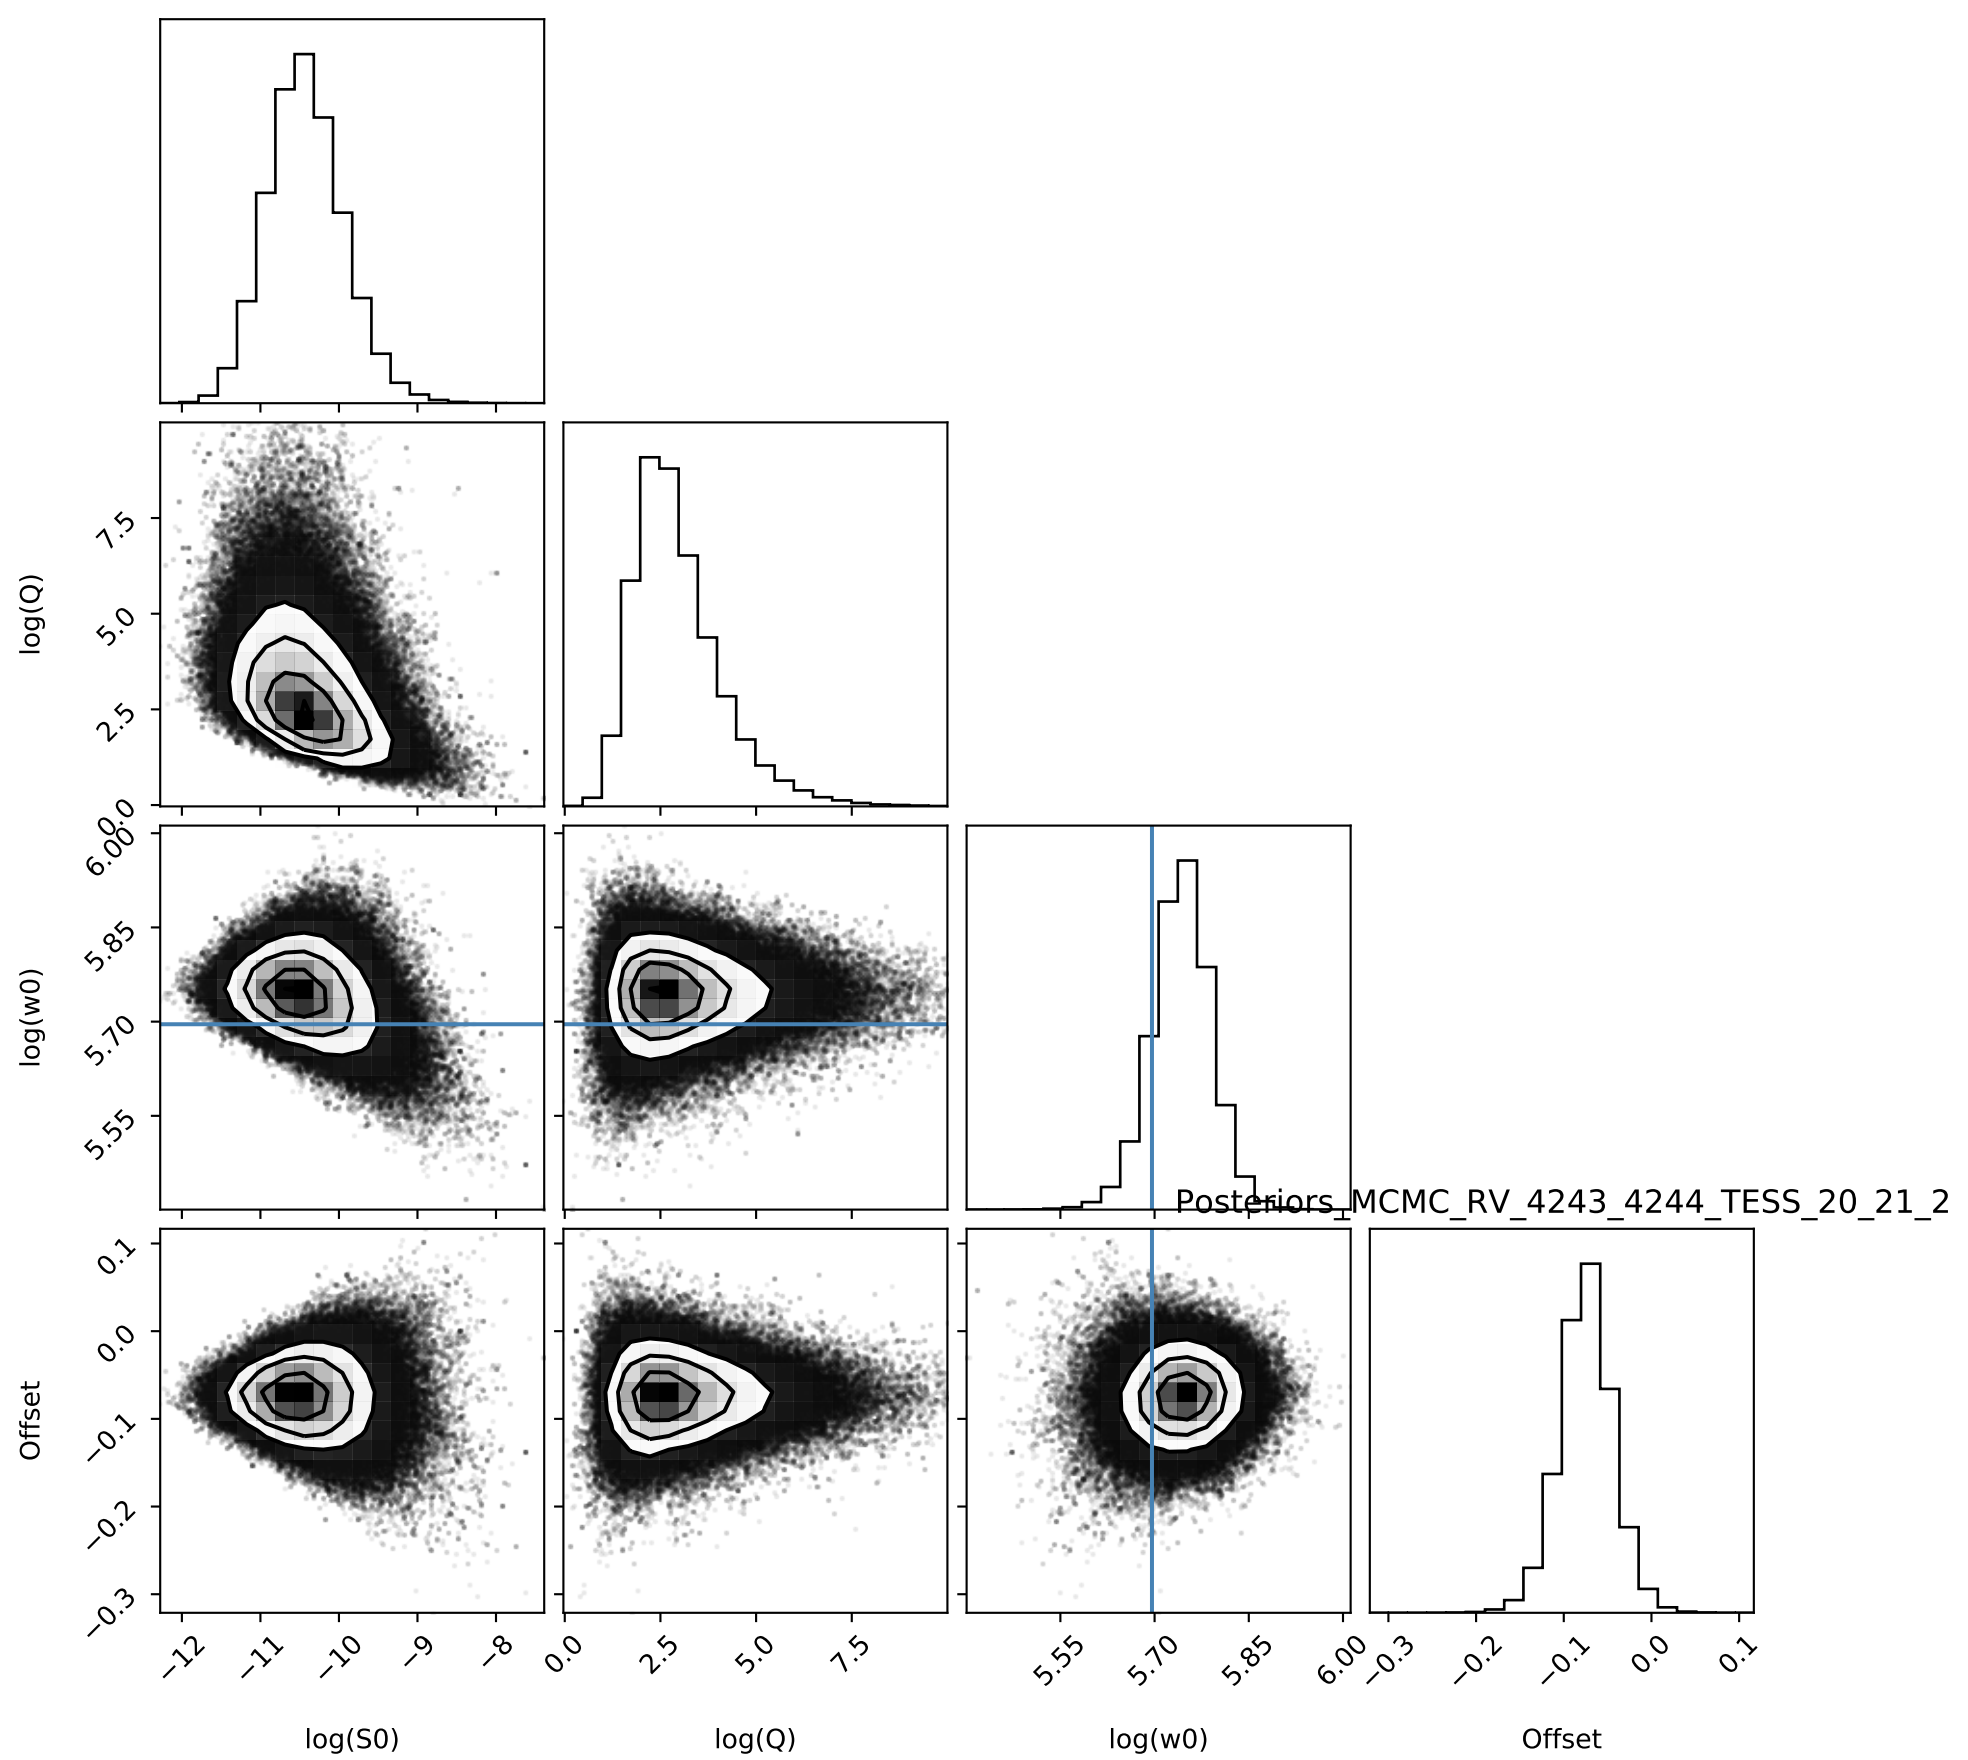 log(Q)
7.5
5.0
2.5
0.0
log(w0)
6.00
5.85
5.70
5.55
Posteriors_MCMC_RV_4243_4244_TESS_20_21_2
Offset
0.1
0.0
−0.1
−0.2
−0.3
−12 −11 −10 −9 −8 0.0 2.5 5.0 7.5 5.55 5.70 5.85 6.00 −0.3 −0.2 −0.1 0.0 0.1
log(S0) log(Q) log(w0) Offset